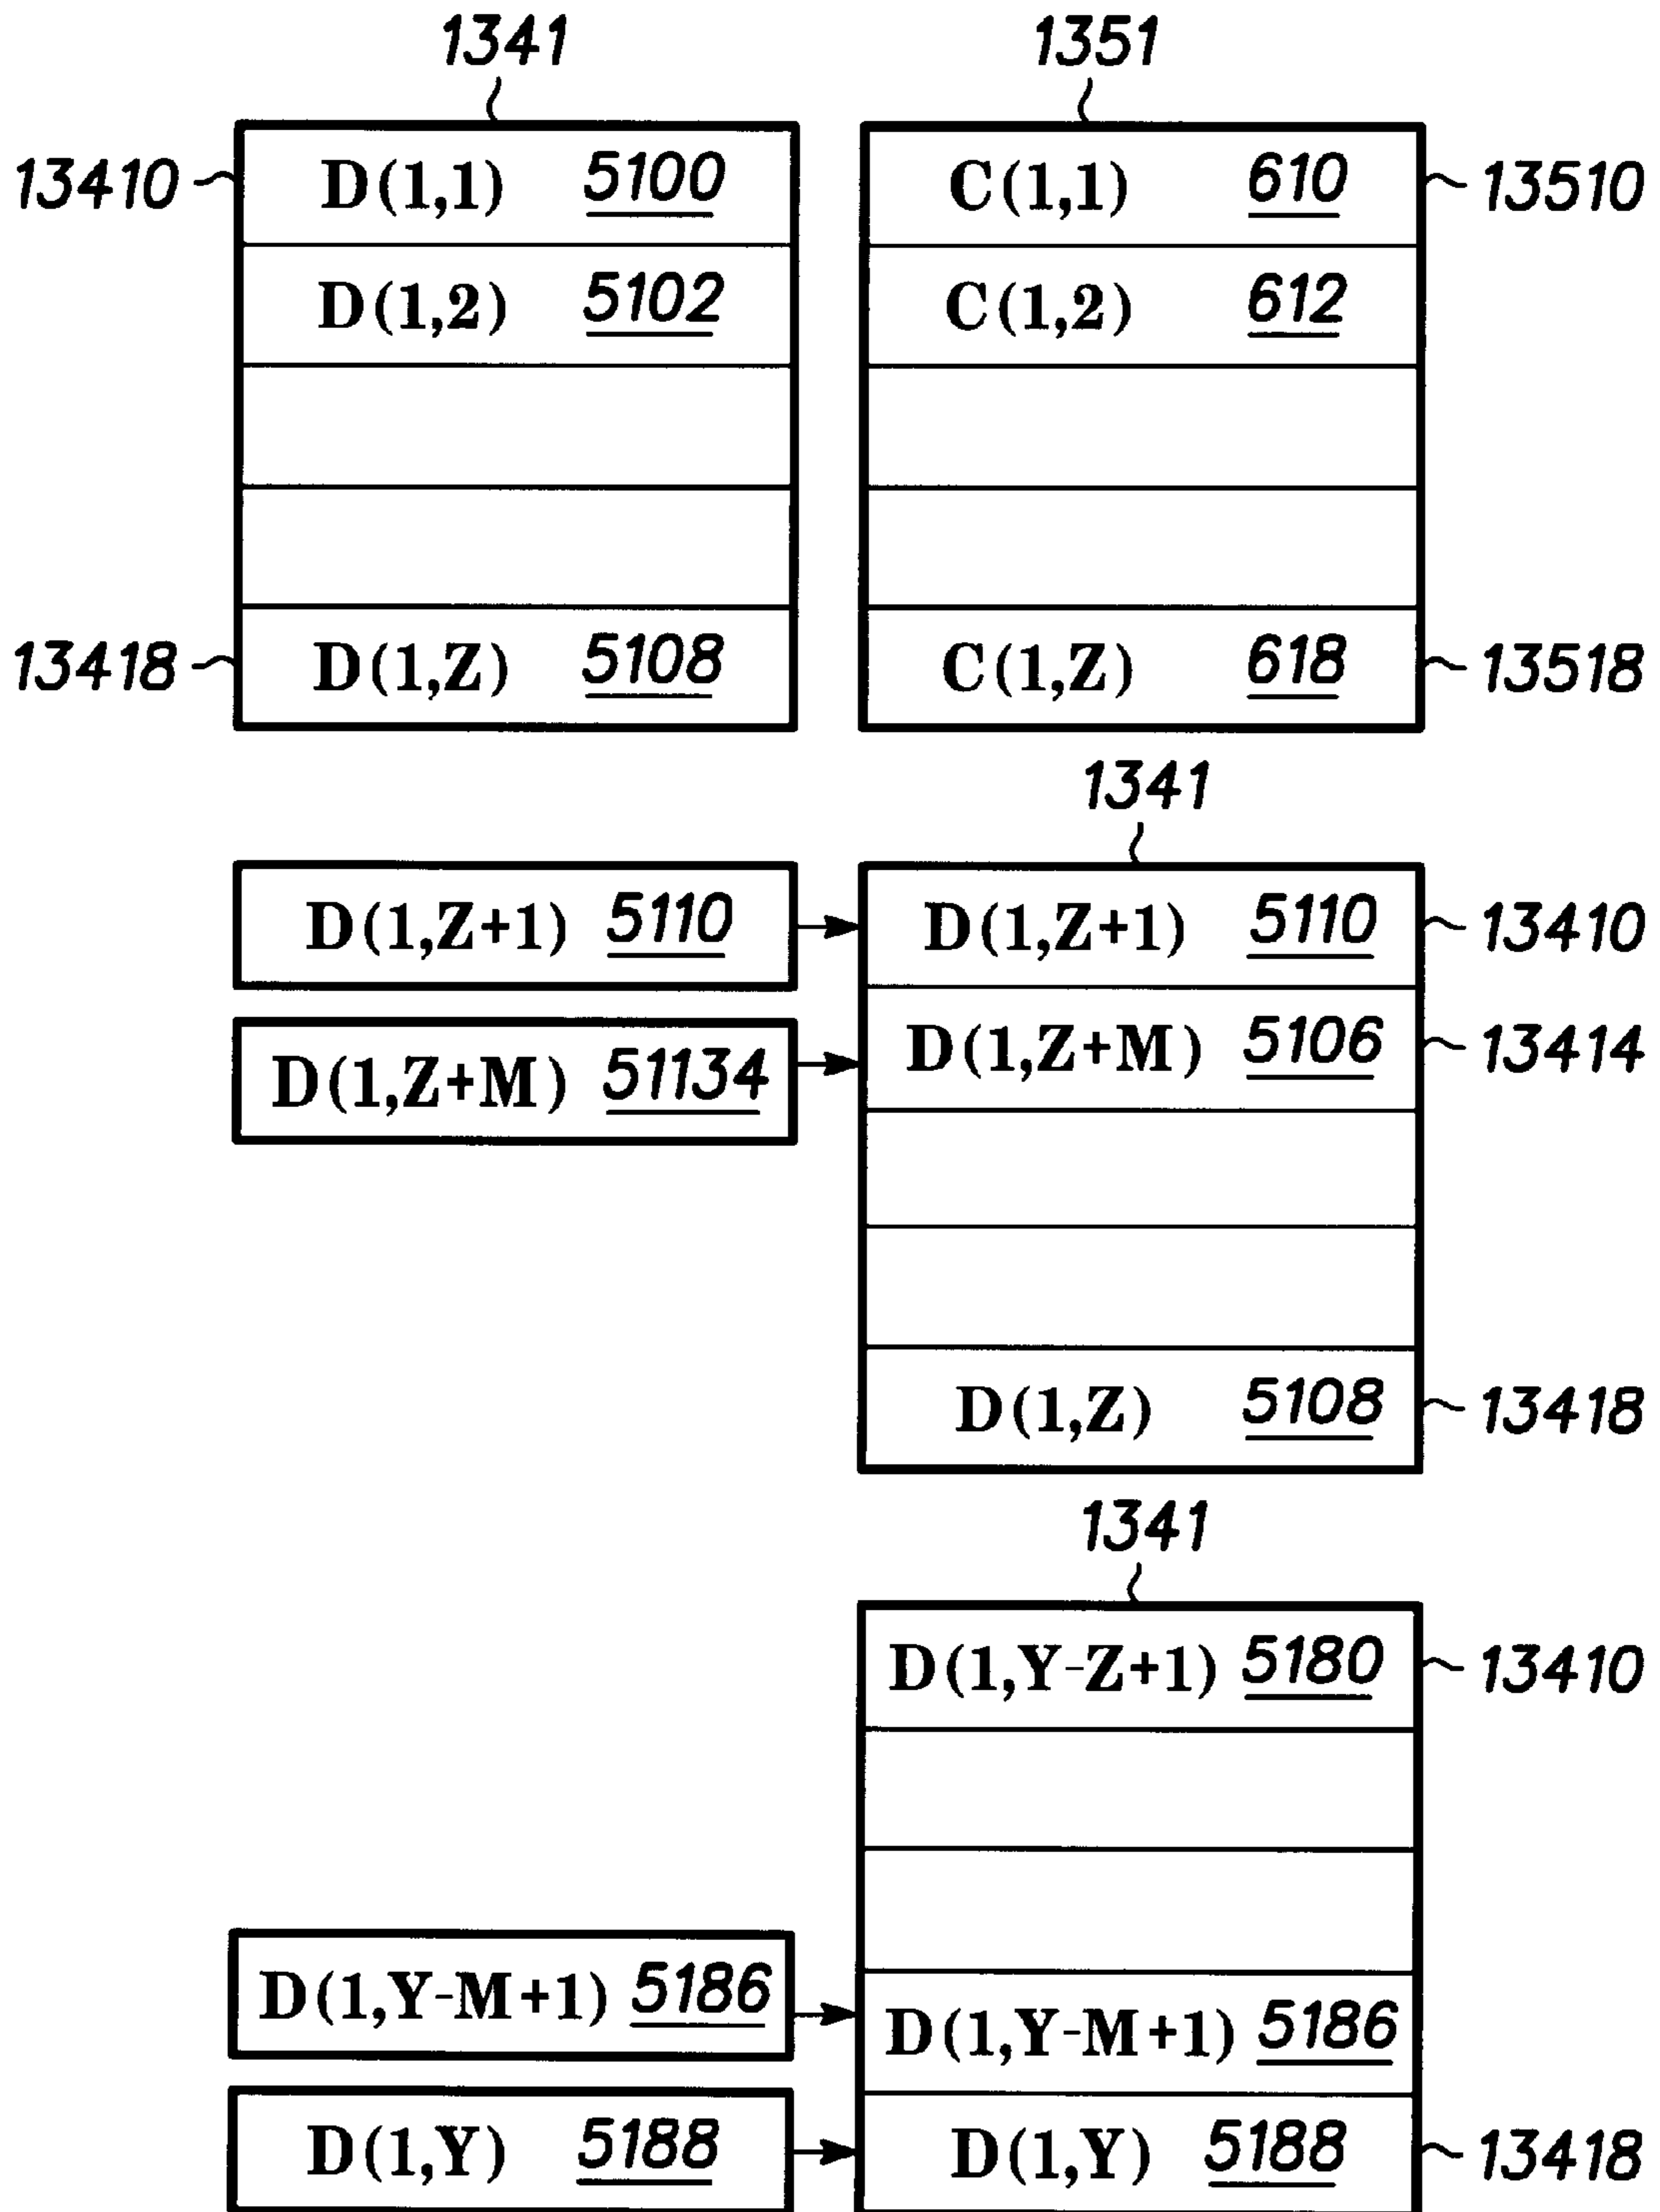 1341 1351
13410 D(1,1) 5100 C(1,1) 610 13510
D(1,2) 5102 C(1,2) 612
13418 D(1,Z) 5108 C(1,Z) 618 13518
1341
D(1,Z+1) 5110 D(1,Z+1) 5110 13410
D(1,Z+M) 51134 D(1,Z+M) 5106 13414
D(1,Z) 5108 13418
1341
D(1,Y-Z+1) 5180 13410
D(1,Y-M+1) 5186 D(1,Y-M+1) 5186
D(1,Y) 5188 D(1,Y) 5188 13418